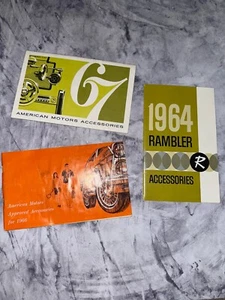 67
AMERICAN MOTORS ACCESSORIES
1964
RAMBLER
R
ACCESSORIES
American Motors
Approved Accessories
for 1966